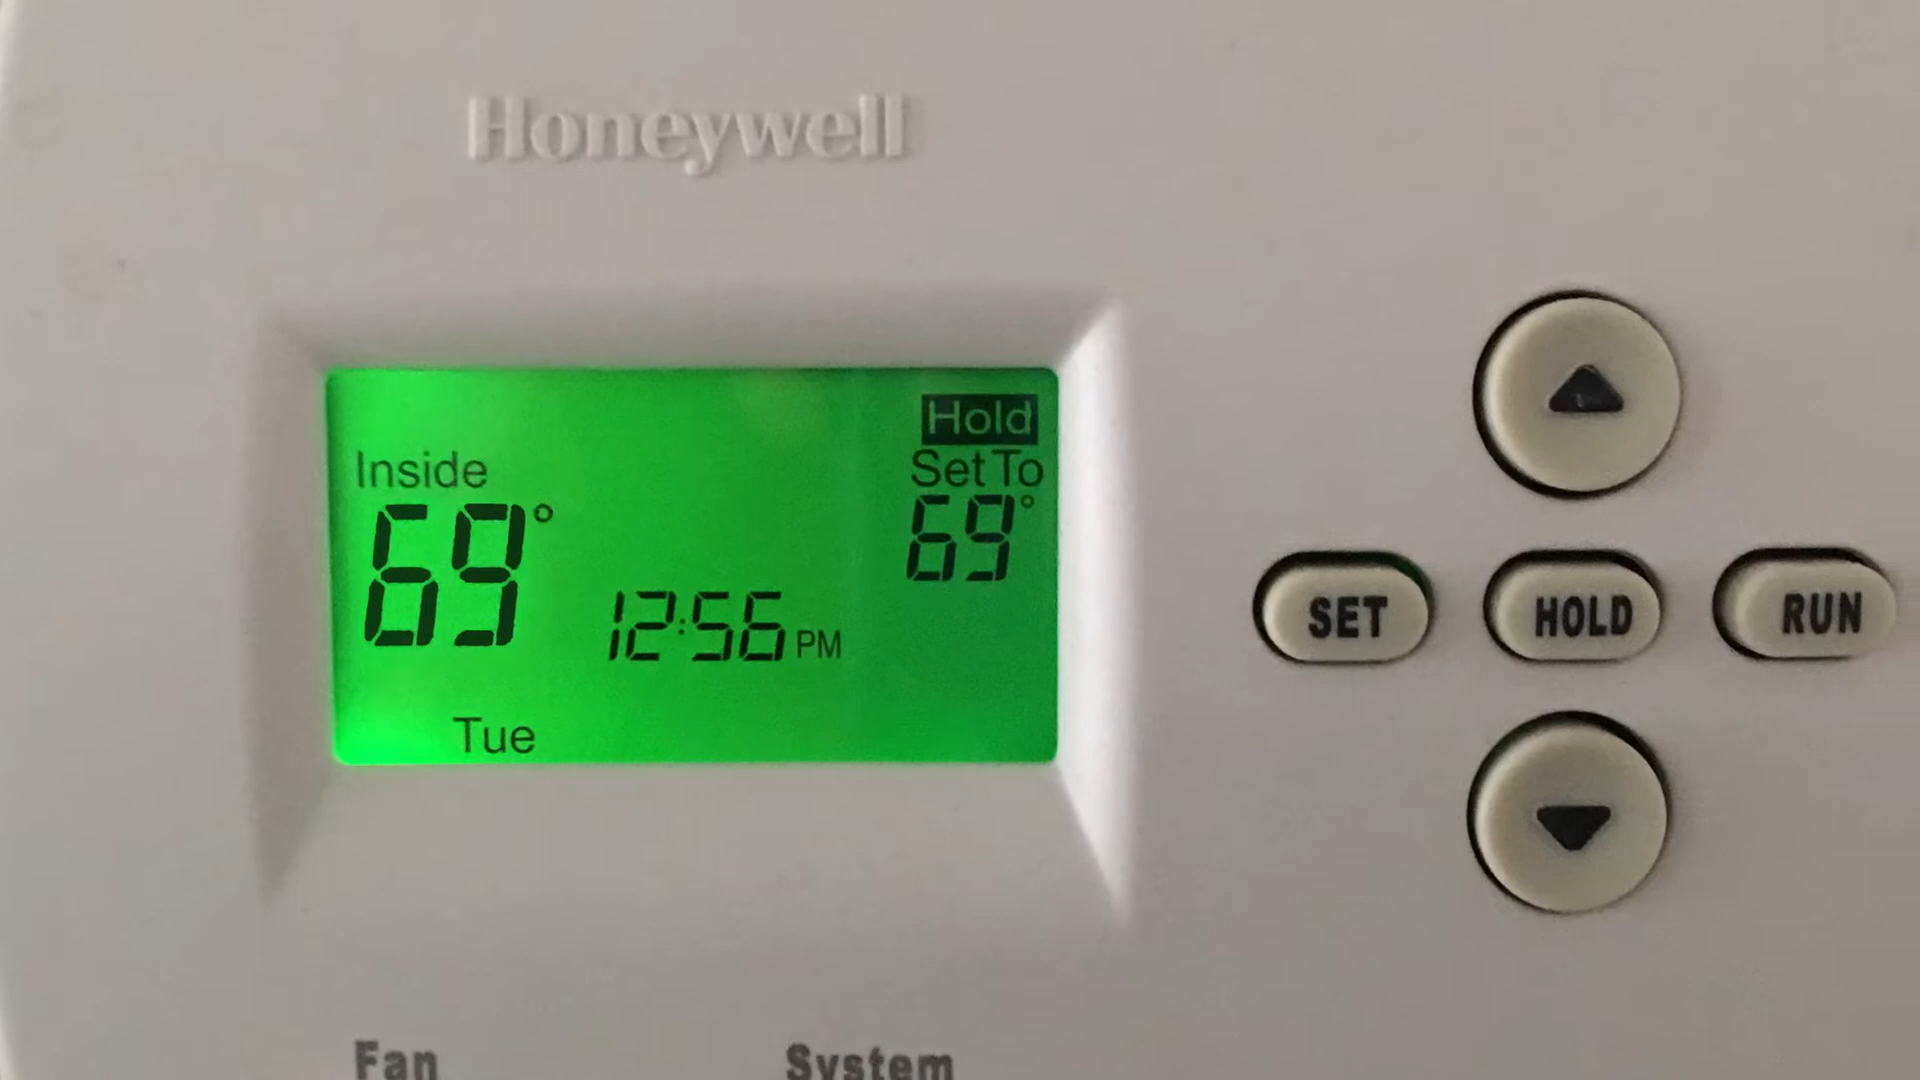 Honeywell
Hold
Inside
Set To
69°
69°
12:56 PM
Tue
SET
HOLD
RUN
Fan
System